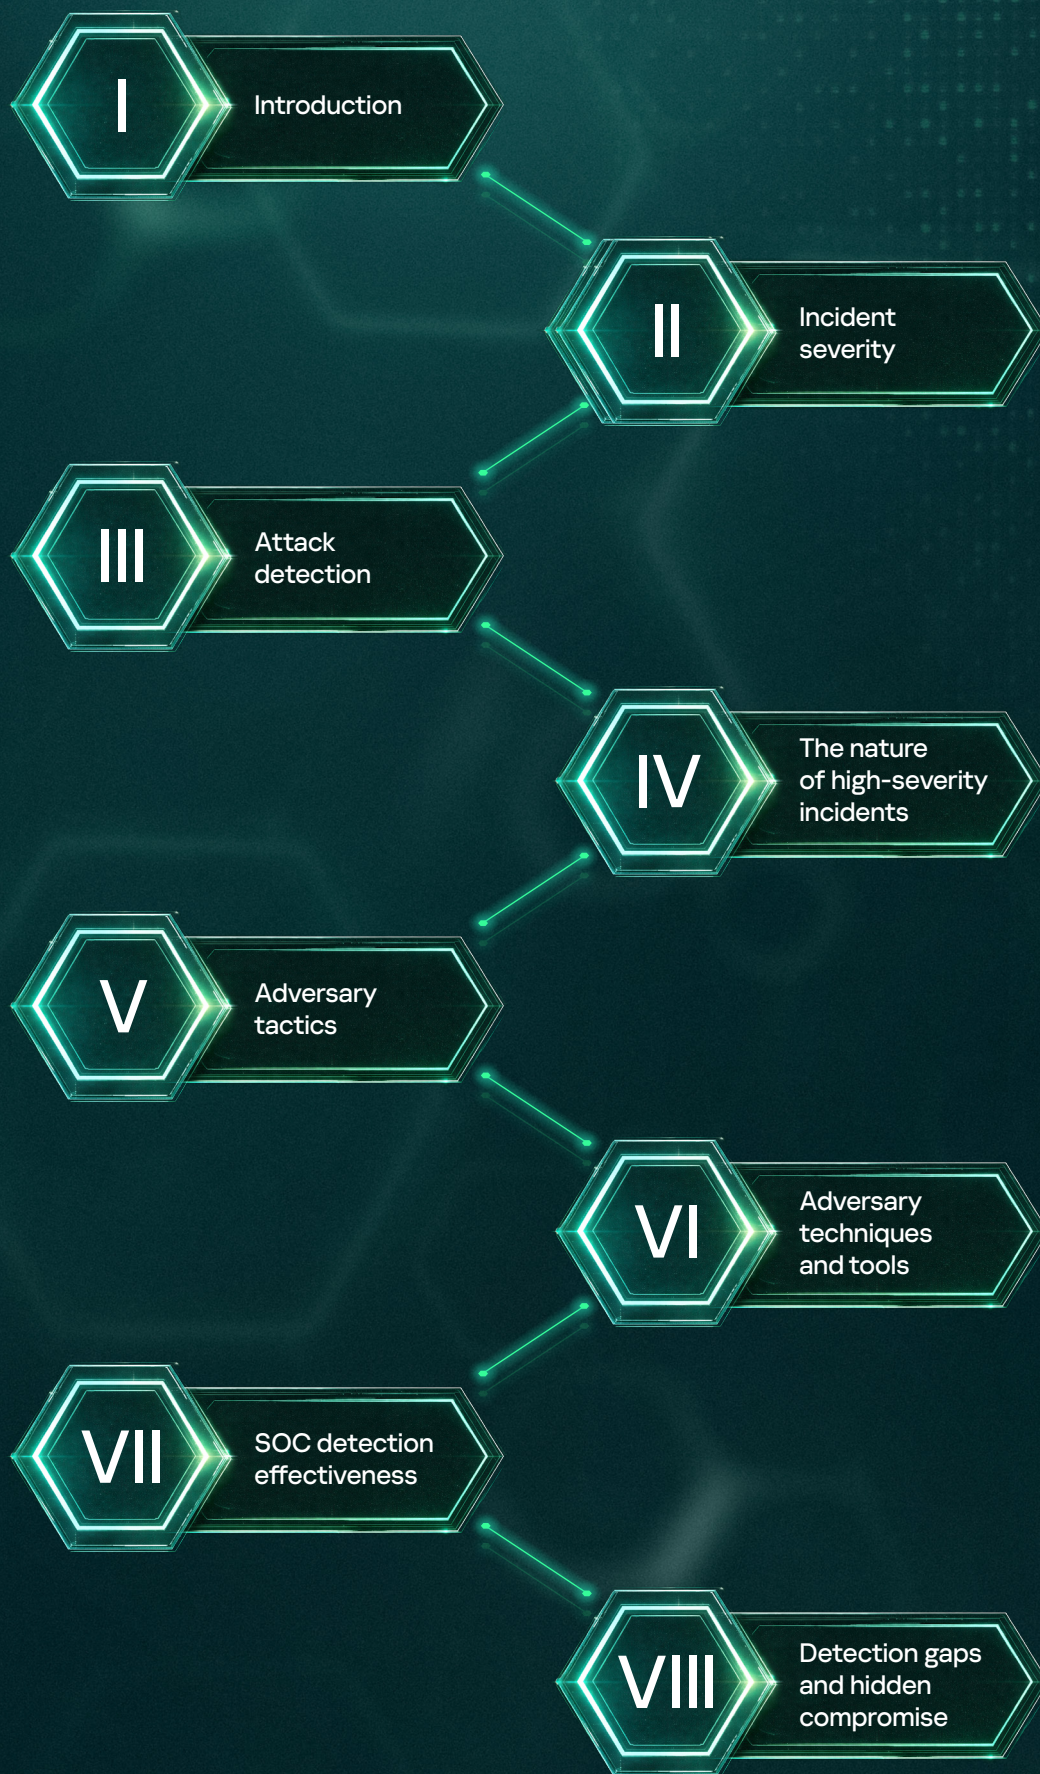 I
Introduction
II
Incident
severity
III
Attack
detection
IV
The nature
of high-severity
incidents
V
Adversary
tactics
VI
Adversary
techniques
and tools
VII
SOC detection
effectiveness
VIII
Detection gaps
and hidden
compromise